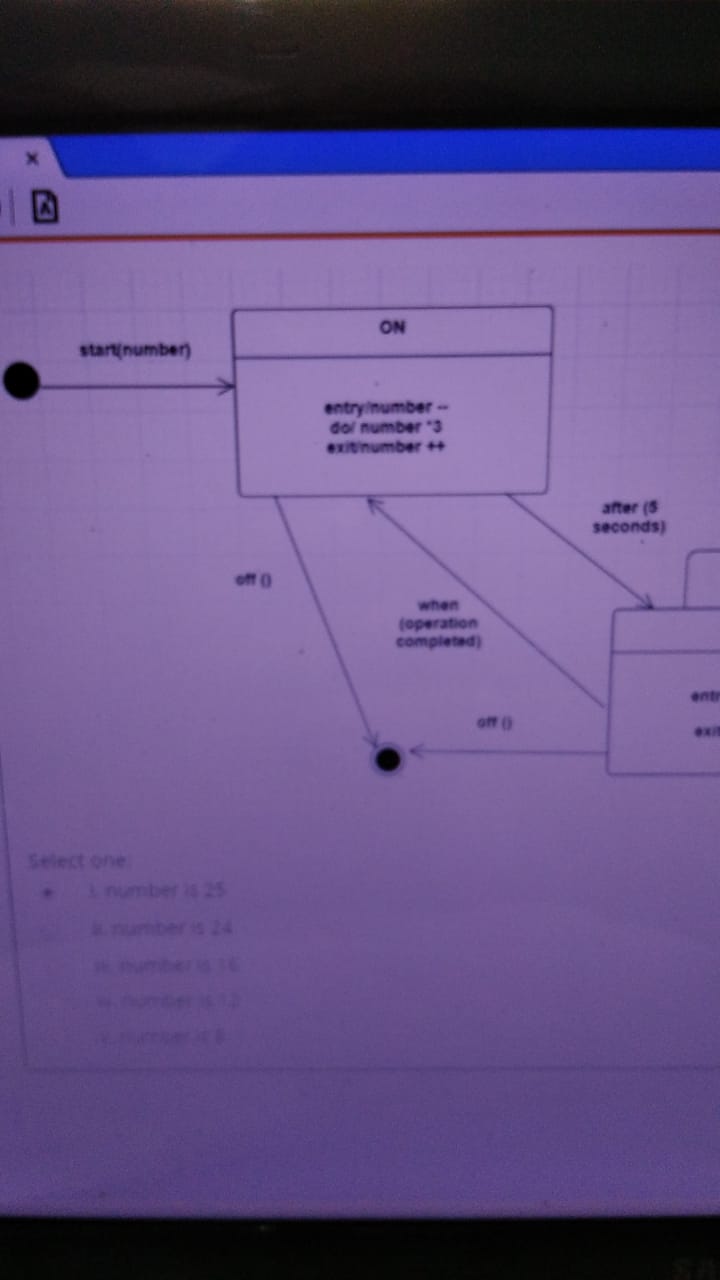 start(number)
ON
entry/number --
do/ number *3
exit/number ++
after (5
seconds)
off ()
when
(operation
completed)
off ()
entr
exit
Select one:
i. number is 25
ii. number is 24
iii. number is 16
iv. number is 12
v. number is 8